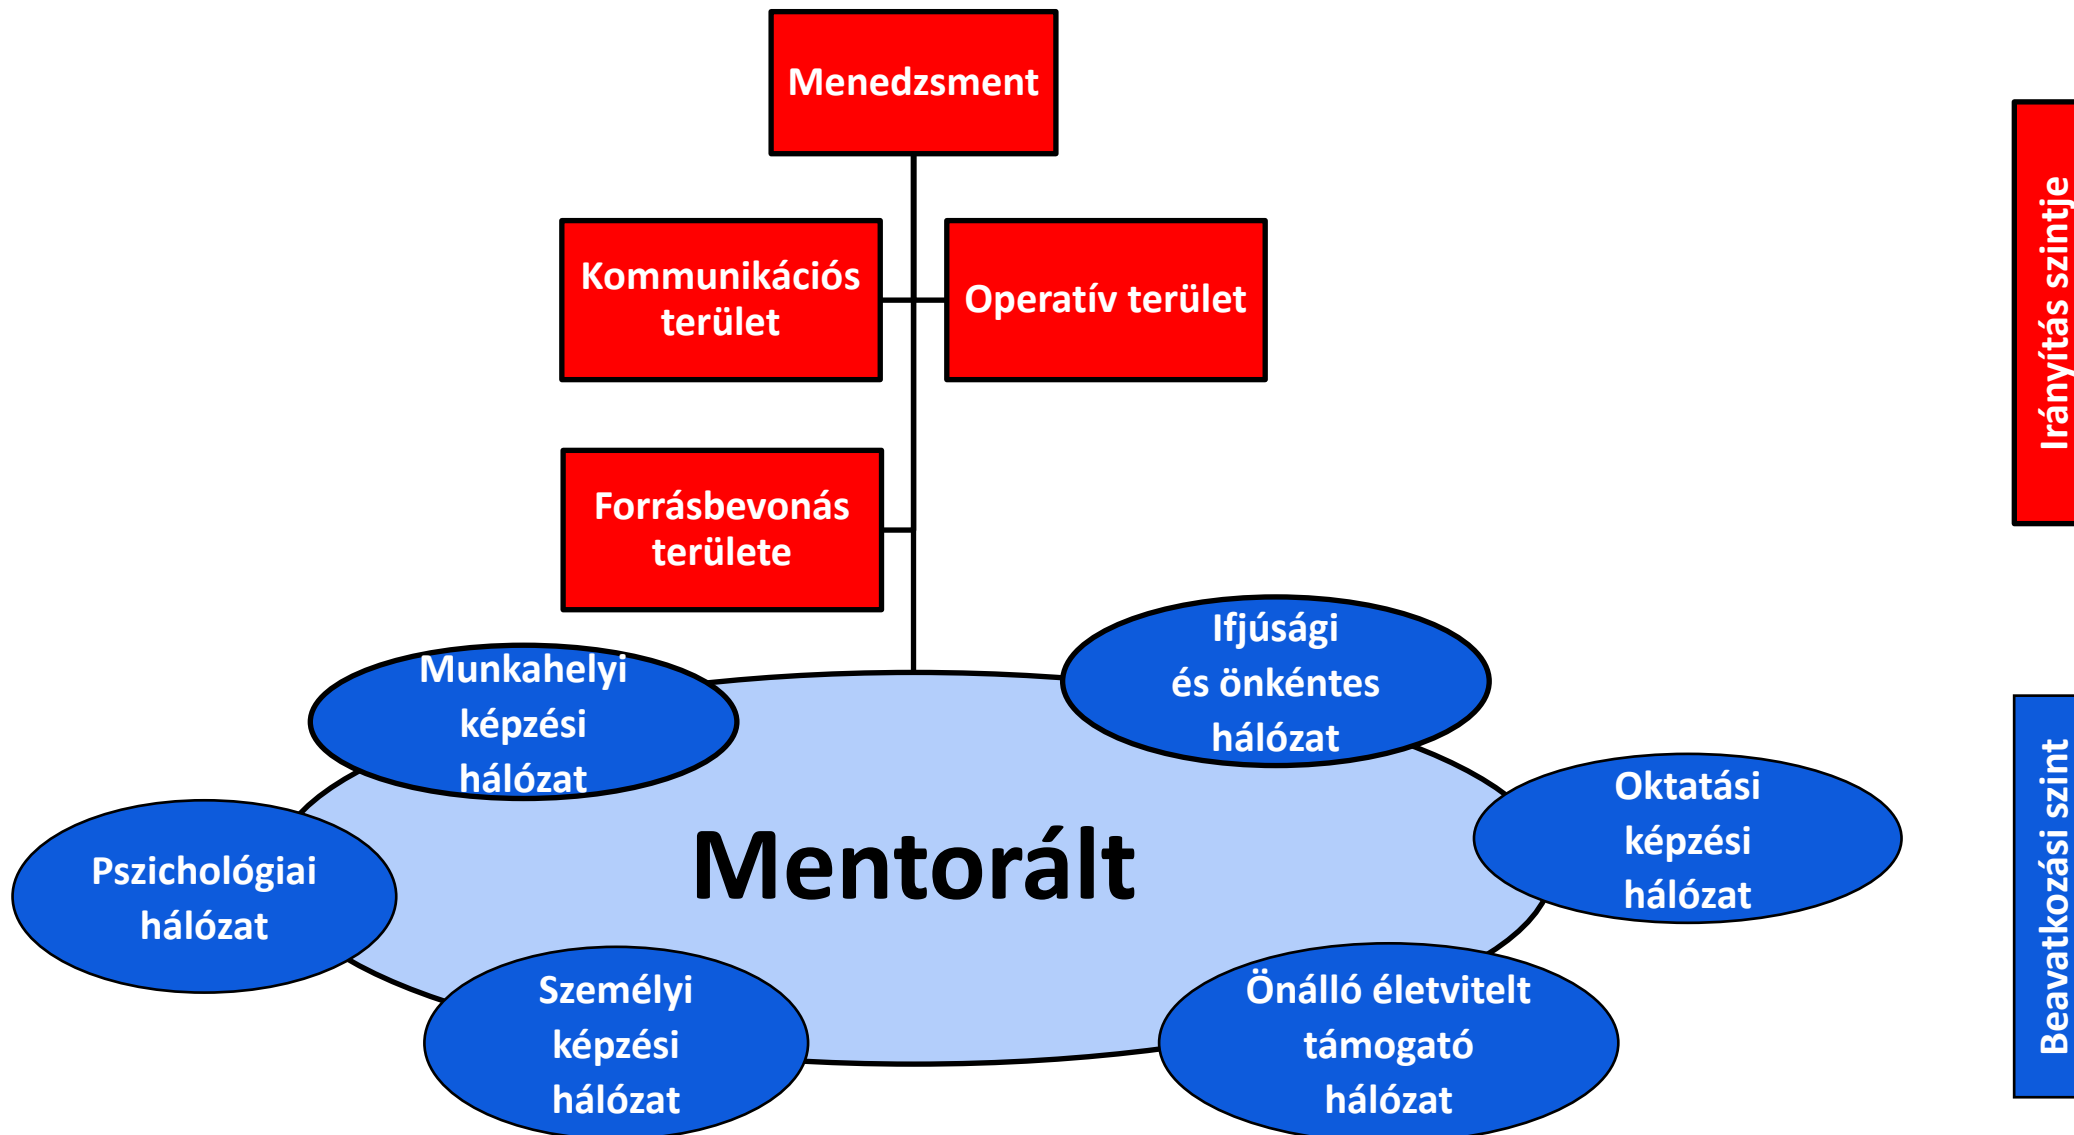 Menedzsment
Kommunikációs
terület
Operatív terület
Forrásbevonás
területe
Irányítás szintje
Ifjúsági
és önkéntes
hálózat
Munkahelyi
képzési
hálózat
Oktatási
képzési
hálózat
Mentorált
Pszichológiai
hálózat
Személyi
képzési
hálózat
Önálló életvitelt
támogató
hálózat
Beavatkozási szint